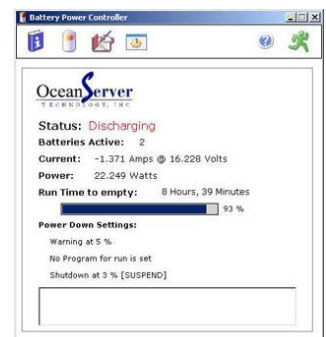 Battery Power Controller
OceanServer
TECHNOLOGY, INC
Status: Discharging
Batteries Active: 2
Current: -1.371 Amps @ 16.228 Volts
Power: 22.249 Watts
Run Time to empty: 8 Hours, 39 Minutes
93 %
Power Down Settings:
Warning at 5 %
No Program for run is set
Shutdown at 3 % [SUSPEND]